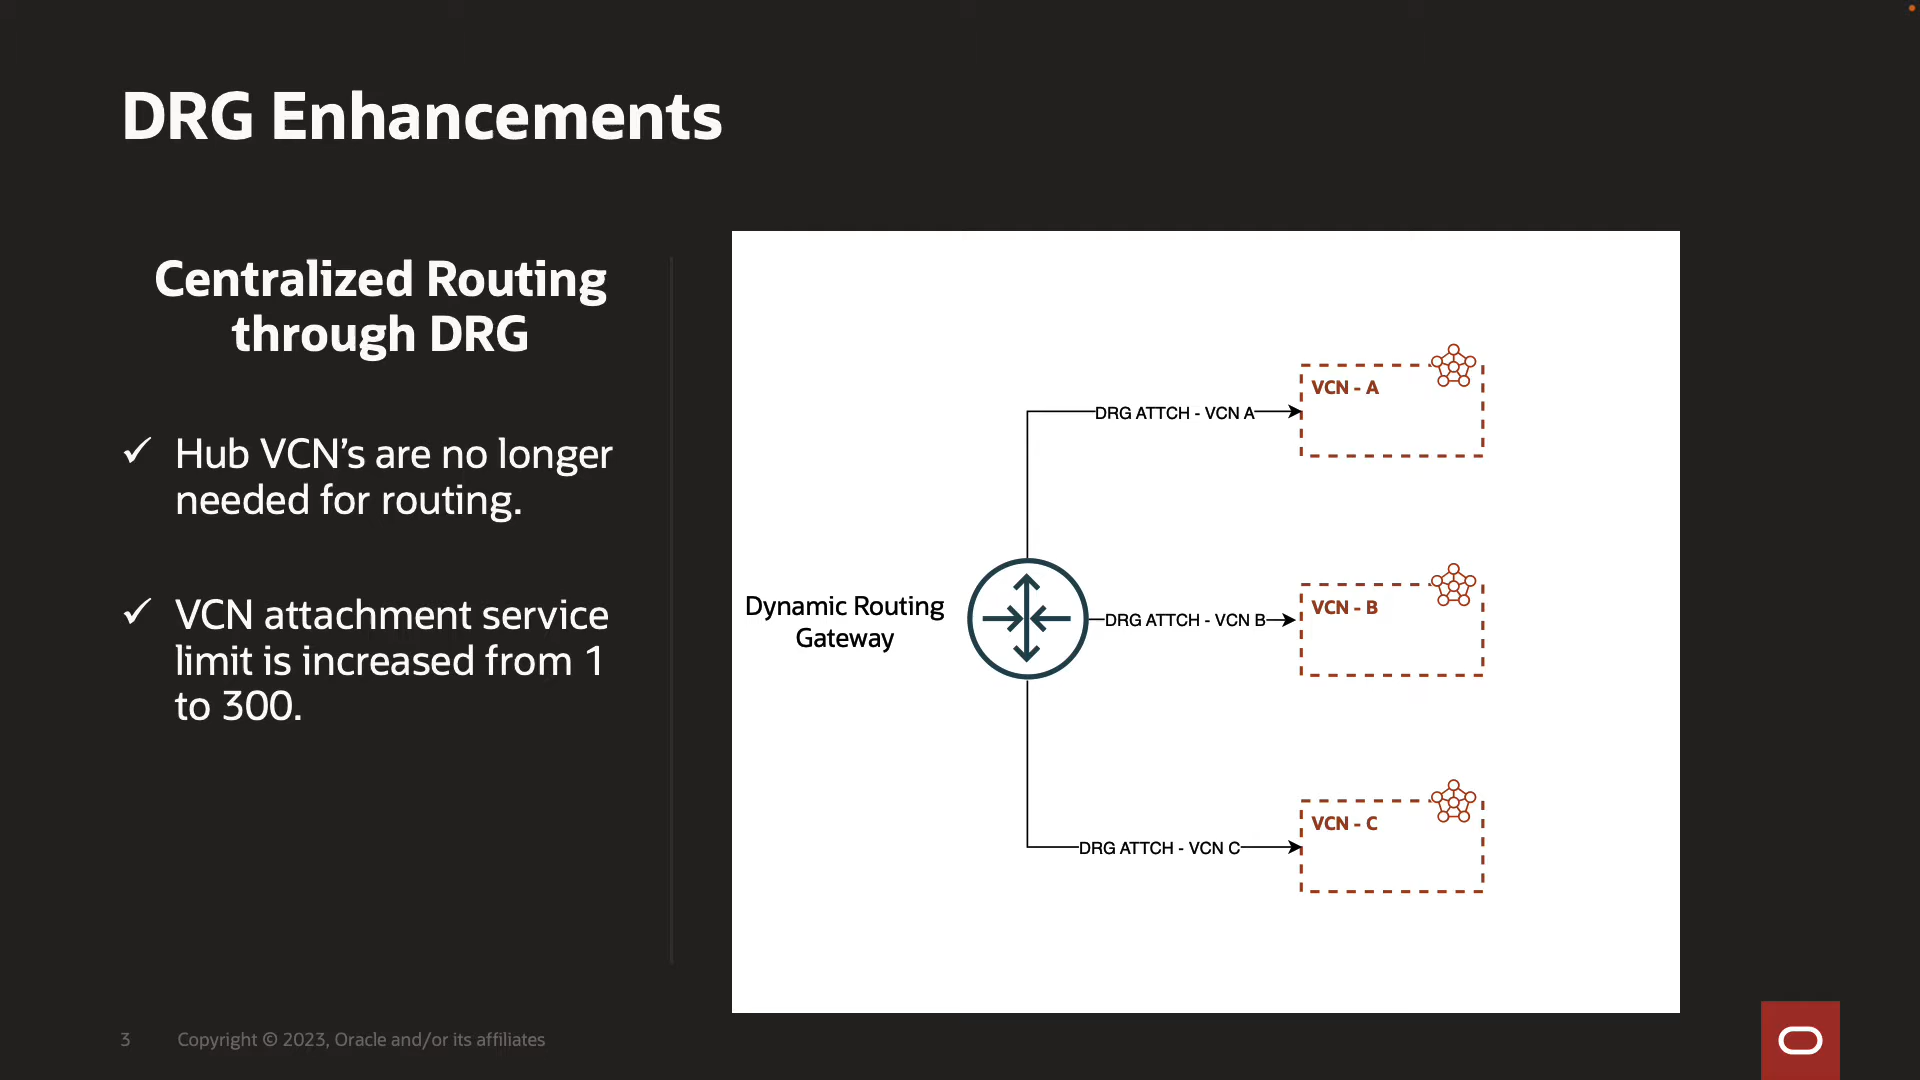 DRG Enhancements
Centralized Routing
through DRG
✓ Hub VCN’s are no longer
needed for routing.
✓ VCN attachment service
limit is increased from 1
to 300.
VCN - A
DRG ATTCH - VCN A
Dynamic Routing
Gateway
DRG ATTCH - VCN B
VCN - B
VCN - C
DRG ATTCH - VCN C
3 Copyright © 2023, Oracle and/or its affiliates